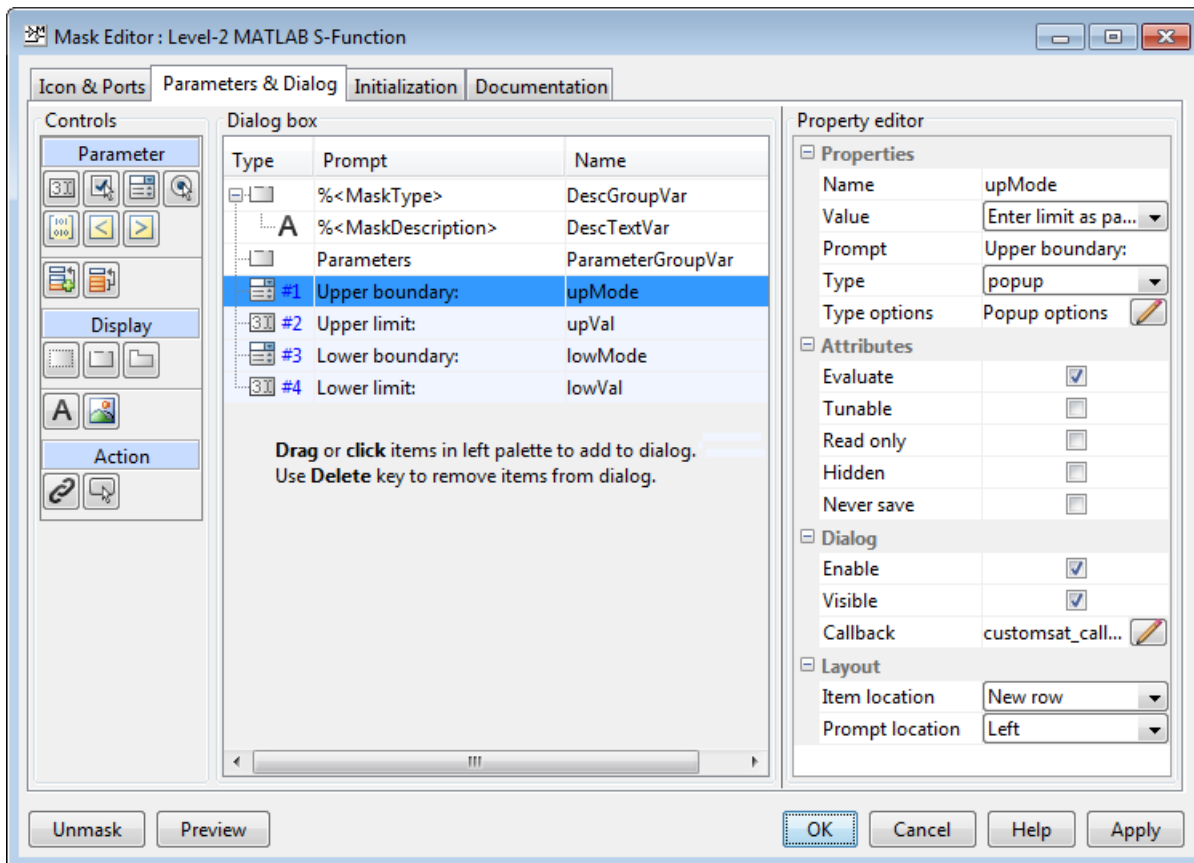 Mask Editor : Level-2 MATLAB S-Function
Icon & Ports Parameters & Dialog Initialization Documentation
Controls
Parameter
Display
Action
Dialog box
Type Prompt Name
%<MaskType> DescGroupVar
A %<MaskDescription> DescTextVar
Parameters ParameterGroupVar
#1 Upper boundary: upMode
#2 Upper limit: upVal
#3 Lower boundary: lowMode
#4 Lower limit: lowVal
Drag or click items in left palette to add to dialog.
Use Delete key to remove items from dialog.
Property editor
Properties
Name upMode
Value Enter limit as pa...
Prompt Upper boundary:
Type popup
Type options Popup options
Attributes
Evaluate
Tunable
Read only
Hidden
Never save
Dialog
Enable
Visible
Callback customsat_call...
Layout
Item location New row
Prompt location Left
Unmask Preview OK Cancel Help Apply